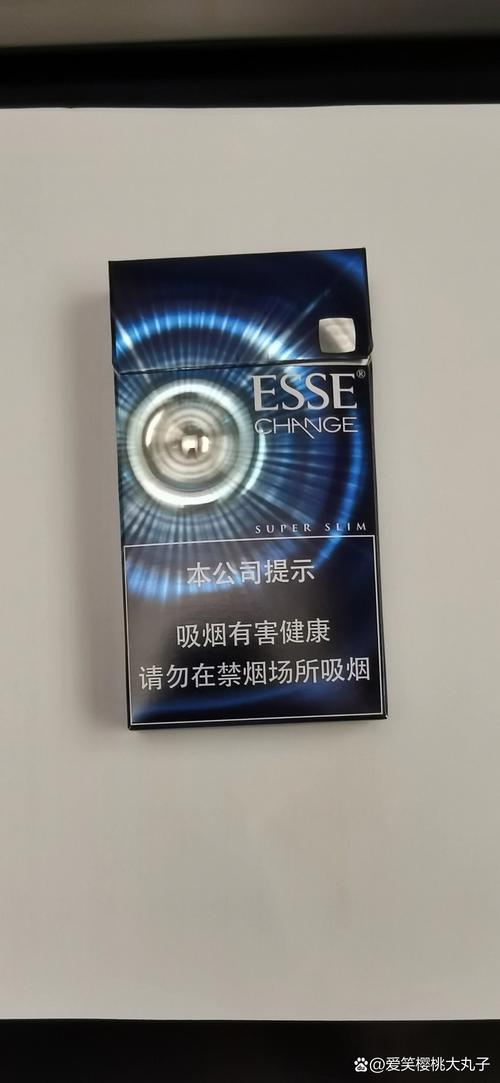 ESSE®
CHANGE
SUPER SLIM
本公司提示
吸烟有害健康
请勿在禁烟场所吸烟
@爱笑樱桃大丸子